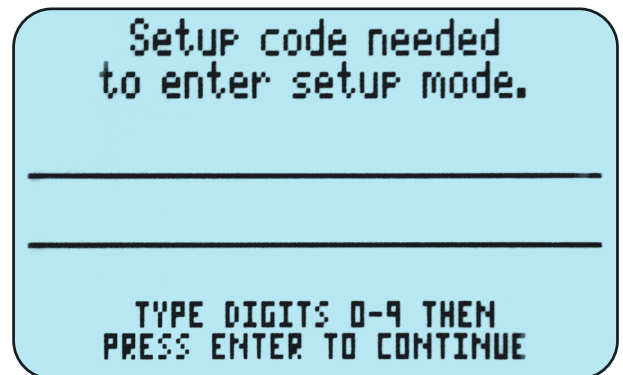 Setup code needed
to enter setup mode.
TYPE DIGITS 0-9 THEN
PRESS ENTER TO CONTINUE